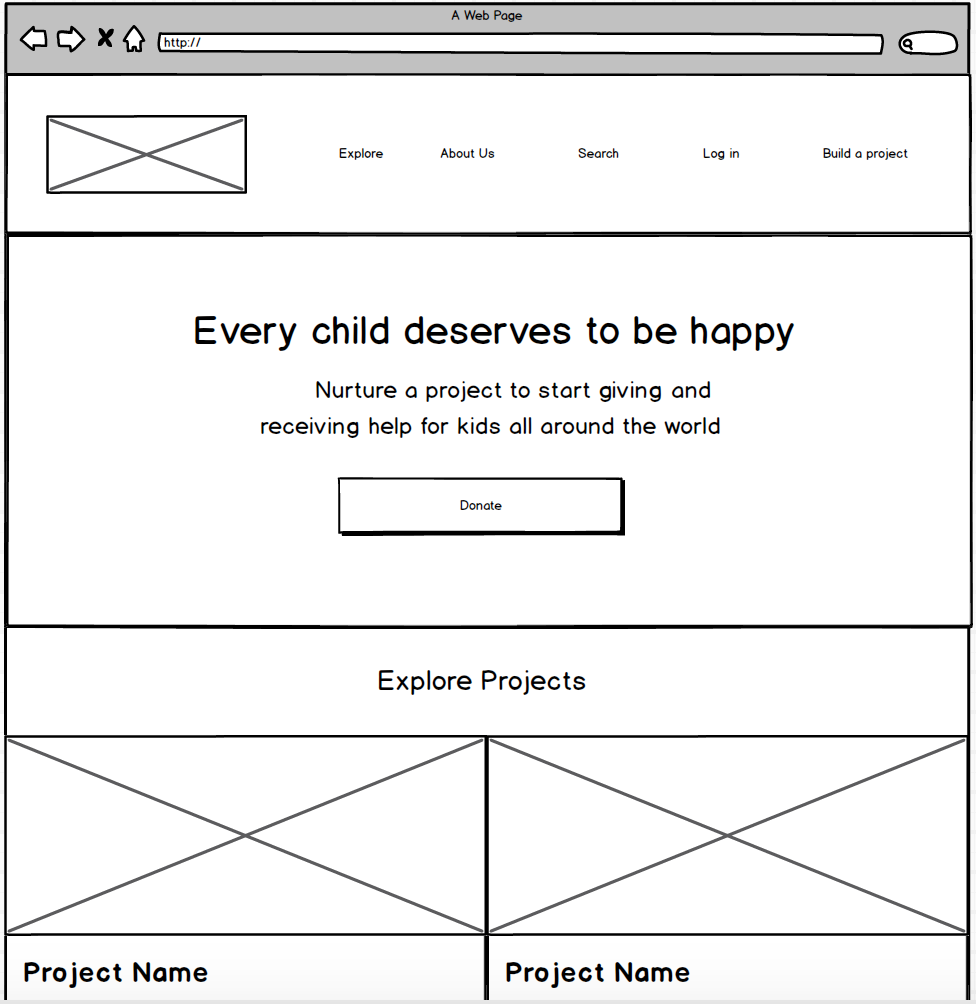 A Web Page
http://
Explore About Us Search Log in Build a project
Every child deserves to be happy
Nurture a project to start giving and
receiving help for kids all around the world
Donate
Explore Projects
Project Name Project Name